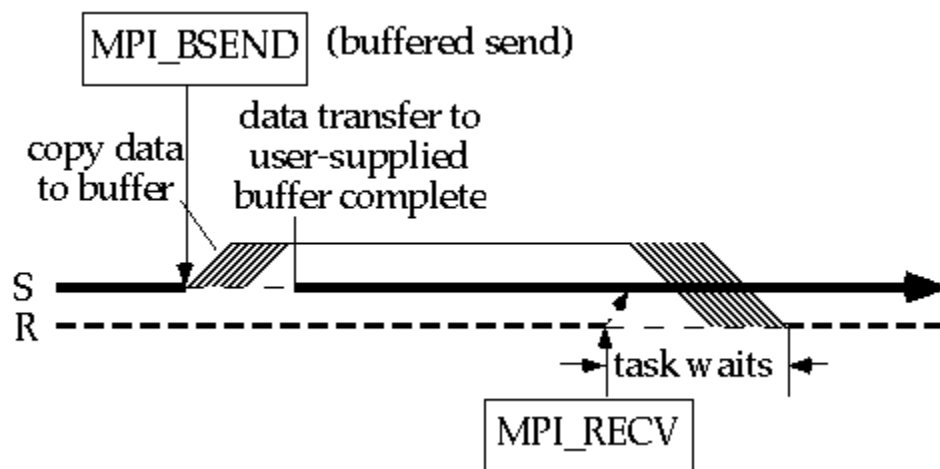 MPI_BSEND (buffered send)
copy data
to buffer
data transfer to
user-supplied
buffer complete
S
R
task waits
MPI_RECV